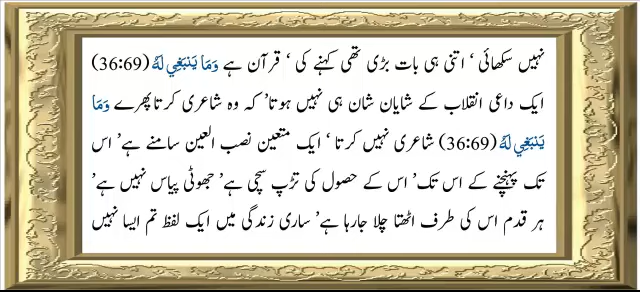 نہیں سکھائی ‘ اتنی ہی بات بڑی تھی کہنے کی ‘ قرآن ہے وَمَا يَنبَغِي لَهُ (36:69)
ایک داعی انقلاب کے شایان شان ہی نہیں ہوتا’ کہ وہ شاعری کرتا پھرے وَمَا
يَنبَغِي لَهُ (36:69) شاعری نہیں کرتا ‘ ایک متعین نصب العین سامنے ہے’ اس
تک پہنچنے کے اس تک’ اس کے حصول کی تڑپ سچی ہے’ جھوٹی پیاس نہیں ہے’
ہر قدم اس کی طرف اٹھتا چلا جارہا ہے’ ساری زندگی میں ایک لفظ تم ایسا نہیں